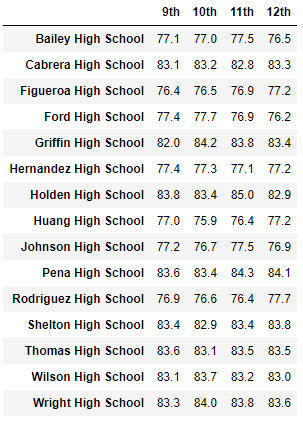 9th 10th 11th 12th
Bailey High School 77.1 77.0 77.5 76.5
Cabrera High School 83.1 83.2 82.8 83.3
Figueroa High School 76.4 76.5 76.9 77.2
Ford High School 77.4 77.7 76.9 76.2
Griffin High School 82.0 84.2 83.8 83.4
Hernandez High School 77.4 77.3 77.1 77.2
Holden High School 83.8 83.4 85.0 82.9
Huang High School 77.0 75.9 76.4 77.2
Johnson High School 77.2 76.7 77.5 76.9
Pena High School 83.6 83.4 84.3 84.1
Rodriguez High School 76.9 76.6 76.4 77.7
Shelton High School 83.4 82.9 83.4 83.8
Thomas High School 83.6 83.1 83.5 83.5
Wilson High School 83.1 83.7 83.2 83.0
Wright High School 83.3 84.0 83.8 83.6